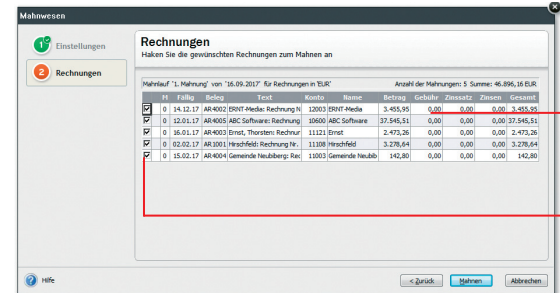 Mahnwesen
1 Einstellungen
2 Rechnungen
Rechnungen
Haken Sie die gewünschten Rechnungen zum Mahnen an
Mahnlauf '1. Mahnung' von '16.09.2017' für Rechnungen in 'EUR' Anzahl der Mahnungen: 5 Summe: 46.896,16 EUR
M Fällig Beleg Text Konto Name Betrag Gebühr Zinssatz Zinsen Gesamt
0 14.12.17 AR4002 ERNT-Media: Rechnung N 12003 ERNT-Media 3.455,95 0,00 0,00 0,00 3.455,95
0 12.01.17 AR4005 ABC Software: Rechnung 10600 ABC Software 37.545,51 0,00 0,00 0,00 37.545,51
0 16.01.17 AR4003 Ernst, Thorsten: Rechnur 11121 Ernst 2.473,26 0,00 0,00 0,00 2.473,26
0 02.02.17 AR1001 Hirschfeld: Rechnung Nr. 11108 Hirschfeld 3.278,64 0,00 0,00 0,00 3.278,64
0 15.02.17 AR4004 Gemeinde Neubiberg: Rec 11003 Gemeinde Neubib 142,80 0,00 0,00 0,00 142,80
Hilfe < Zurück Mahnen Abbrechen